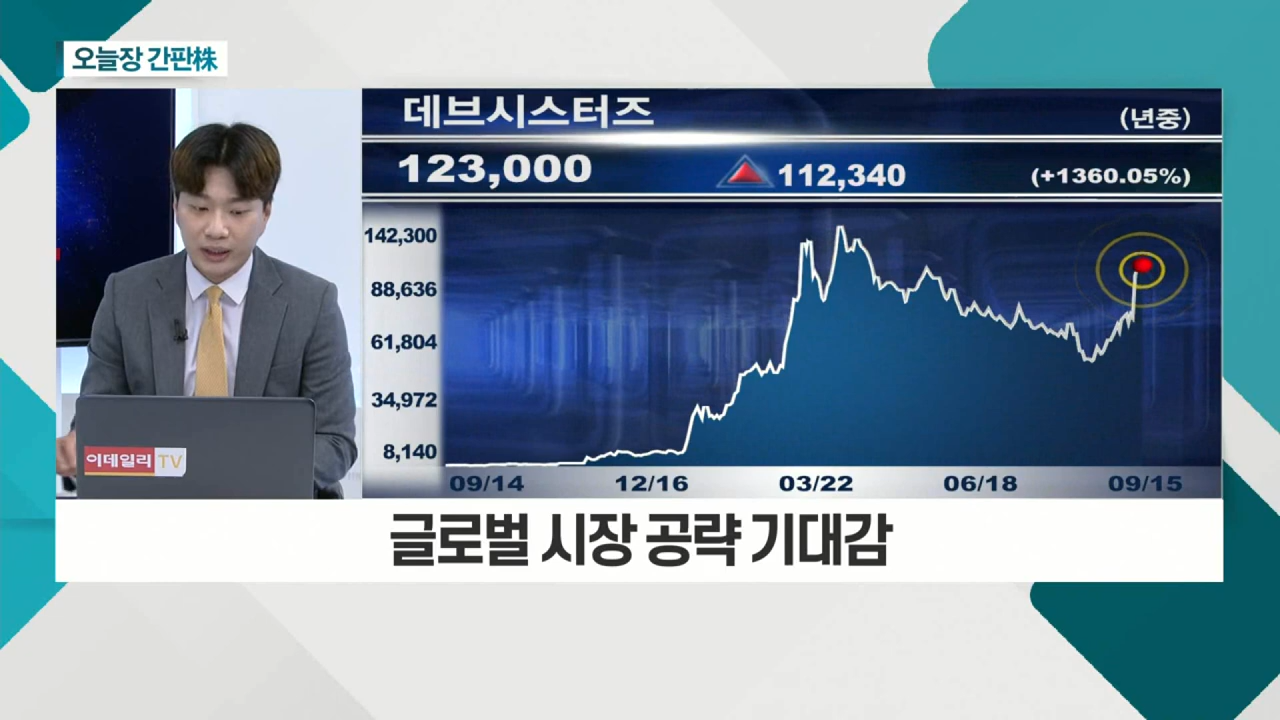 오늘장 간판株
데브시스터즈 (년중)
123,000 112,340 (+1360.05%)
142,300
88,636
61,804
34,972
8,140
09/14 12/16 03/22 06/18 09/15
이데일리 TV
글로벌 시장 공략 기대감